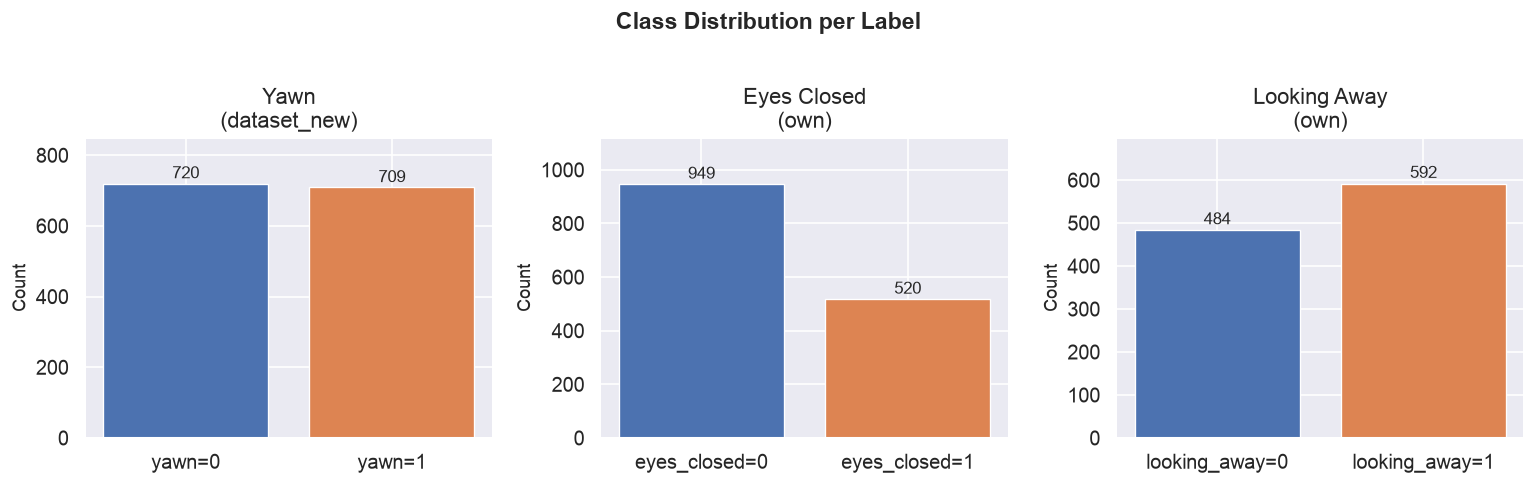 Class Distribution per Label
Yawn
(dataset_new)
Count
800
600
400
200
0
720
709
yawn=0
yawn=1
Eyes Closed
(own)
Count
1000
800
600
400
200
0
949
520
eyes_closed=0
eyes_closed=1
Looking Away
(own)
Count
600
500
400
300
200
100
0
484
592
looking_away=0
looking_away=1